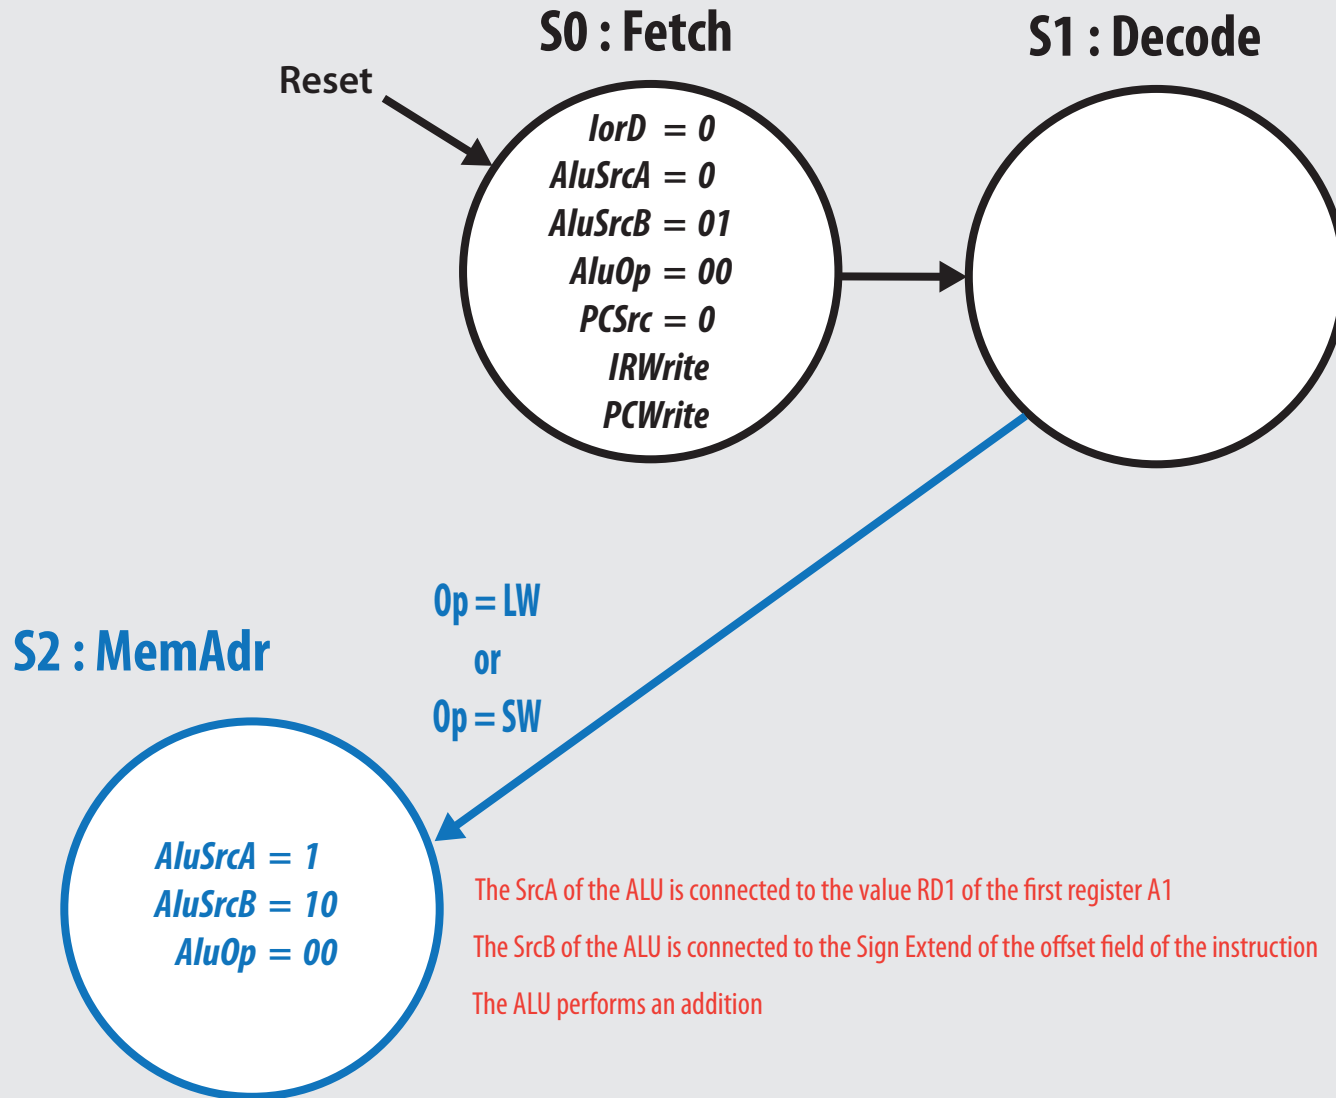 S0 : Fetch
S1 : Decode
Reset
IorD = 0
AluSrcA = 0
AluSrcB = 01
AluOp = 00
PCSrc = 0
IRWrite
PCWrite
Op = LW
or
Op = SW
S2 : MemAdr
AluSrcA = 1
AluSrcB = 10
AluOp = 00
The SrcA of the ALU is connected to the value RD1 of the first register A1
The SrcB of the ALU is connected to the Sign Extend of the offset field of the instruction
The ALU performs an addition